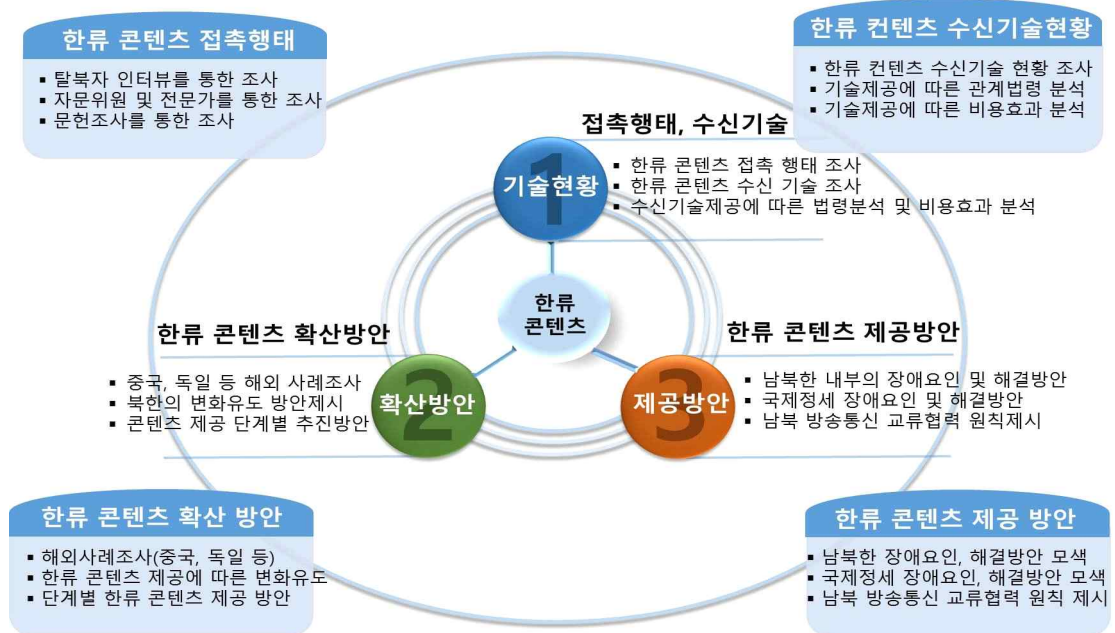 한류 콘텐츠 접촉행태
▪ 탈북자 인터뷰를 통한 조사
▪ 자문위원 및 전문가를 통한 조사
▪ 문헌조사를 통한 조사
한류 컨텐츠 수신기술현황
▪ 한류 컨텐츠 수신기술 현황 조사
▪ 기술제공에 따른 관계법령 분석
▪ 기술제공에 따른 비용효과 분석
접촉행태, 수신기술
1
기술현황
▪ 한류 콘텐츠 접촉 행태 조사
▪ 한류 콘텐츠 수신 기술 조사
▪ 수신기술제공에 따른 법령분석 및 비용효과 분석
한류
콘텐츠
한류 콘텐츠 확산방안
▪ 중국, 독일 등 해외 사례조사
▪ 북한의 변화유도 방안제시
▪ 콘텐츠 제공 단계별 추진방안
2
확산방안
한류 콘텐츠 제공방안
3
제공방안
▪ 남북한 내부의 장애요인 및 해결방안
▪ 국제정세 장애요인 및 해결방안
▪ 남북 방송통신 교류협력 원칙제시
한류 콘텐츠 확산 방안
▪ 해외사례조사(중국, 독일 등)
▪ 한류 콘텐츠 제공에 따른 변화유도
▪ 단계별 한류 콘텐츠 제공 방안
한류 콘텐츠 제공 방안
▪ 남북한 장애요인, 해결방안 모색
▪ 국제정세 장애요인, 해결방안 모색
▪ 남북 방송통신 교류협력 원칙 제시